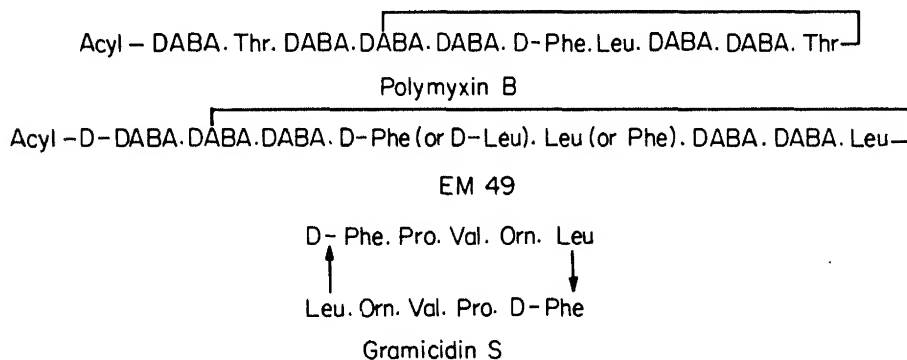 Acyl – DABA. Thr. DABA. DABA. DABA. D-Phe. Leu. DABA. DABA. Thr
Polymyxin B
Acyl –D-DABA. DABA. DABA. D-Phe (or D-Leu). Leu (or Phe). DABA. DABA. Leu
EM 49
D- Phe. Pro. Val. Orn. Leu
Leu. Orn. Val. Pro. D-Phe
Gramicidin S